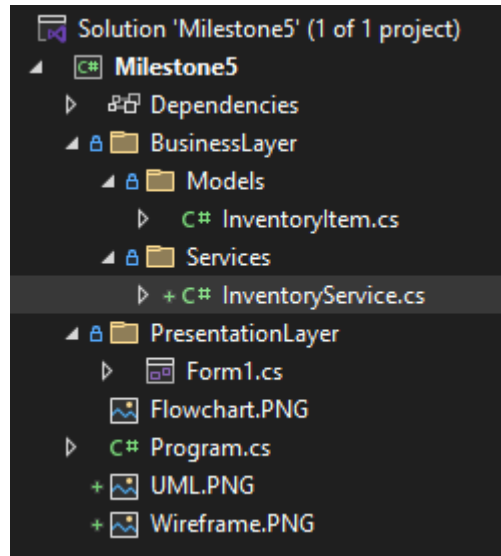 Solution 'Milestone5' (1 of 1 project)
C# Milestone5
Dependencies
BusinessLayer
Models
C# InventoryItem.cs
Services
+ C# InventoryService.cs
PresentationLayer
Form1.cs
Flowchart.PNG
C# Program.cs
+ UML.PNG
+ Wireframe.PNG